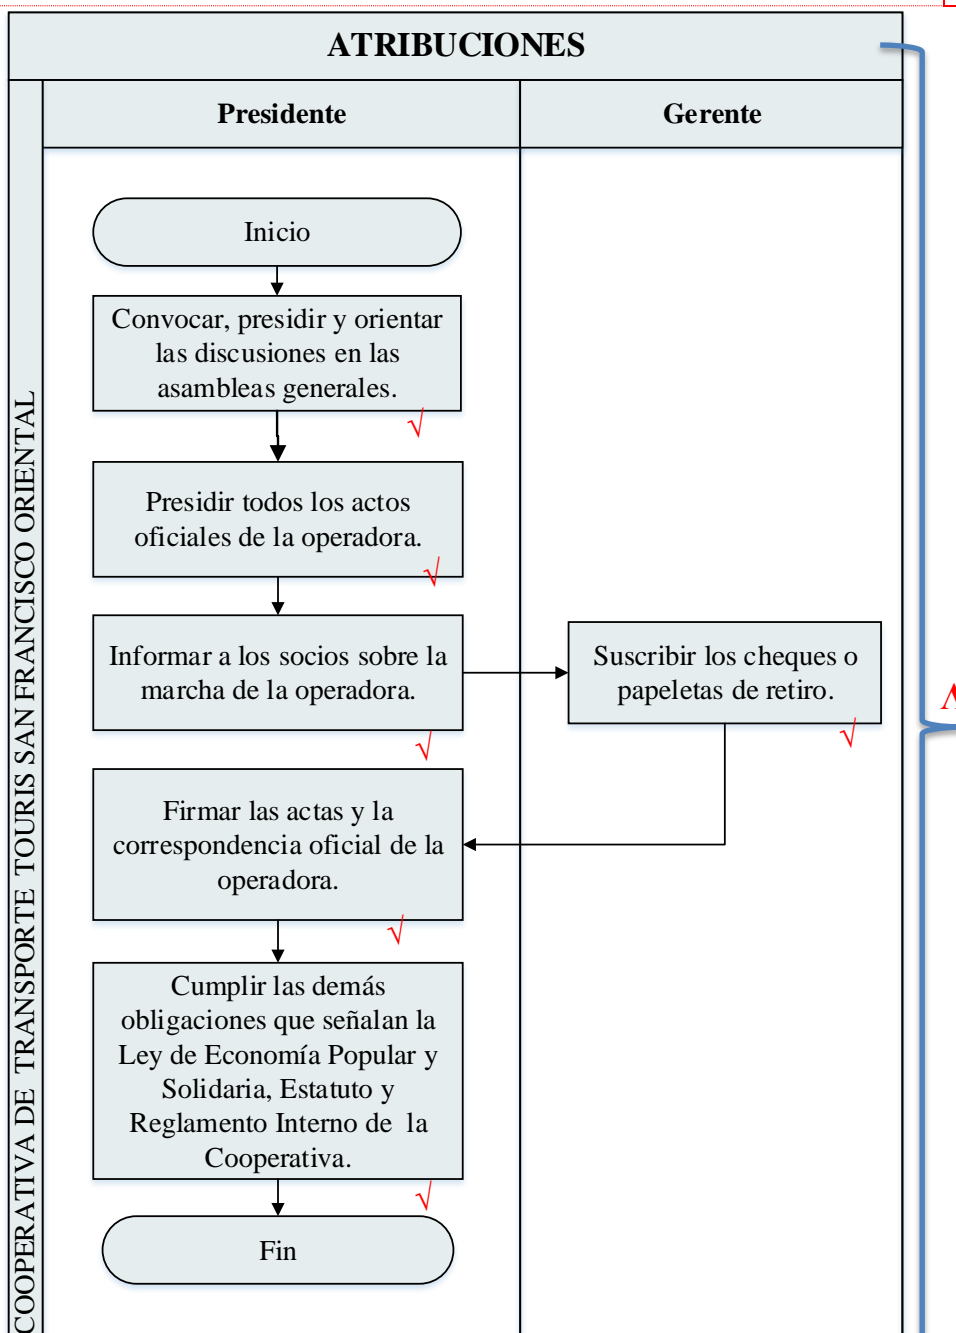 ATRIBUCIONES
Presidente
Gerente
COOPERATIVA DE TRANSPORTE TOURIS SAN FRANCISCO ORIENTAL
Inicio
Convocar, presidir y orientar
las discusiones en las
asambleas generales.
√
Presidir todos los actos
oficiales de la operadora.
√
Informar a los socios sobre la
marcha de la operadora.
√
Suscribir los cheques o
papeletas de retiro.
√
Firmar las actas y la
correspondencia oficial de la
operadora.
√
Cumplir las demás
obligaciones que señalan la
Ley de Economía Popular y
Solidaria, Estatuto y
Reglamento Interno de la
Cooperativa.
√
Fin